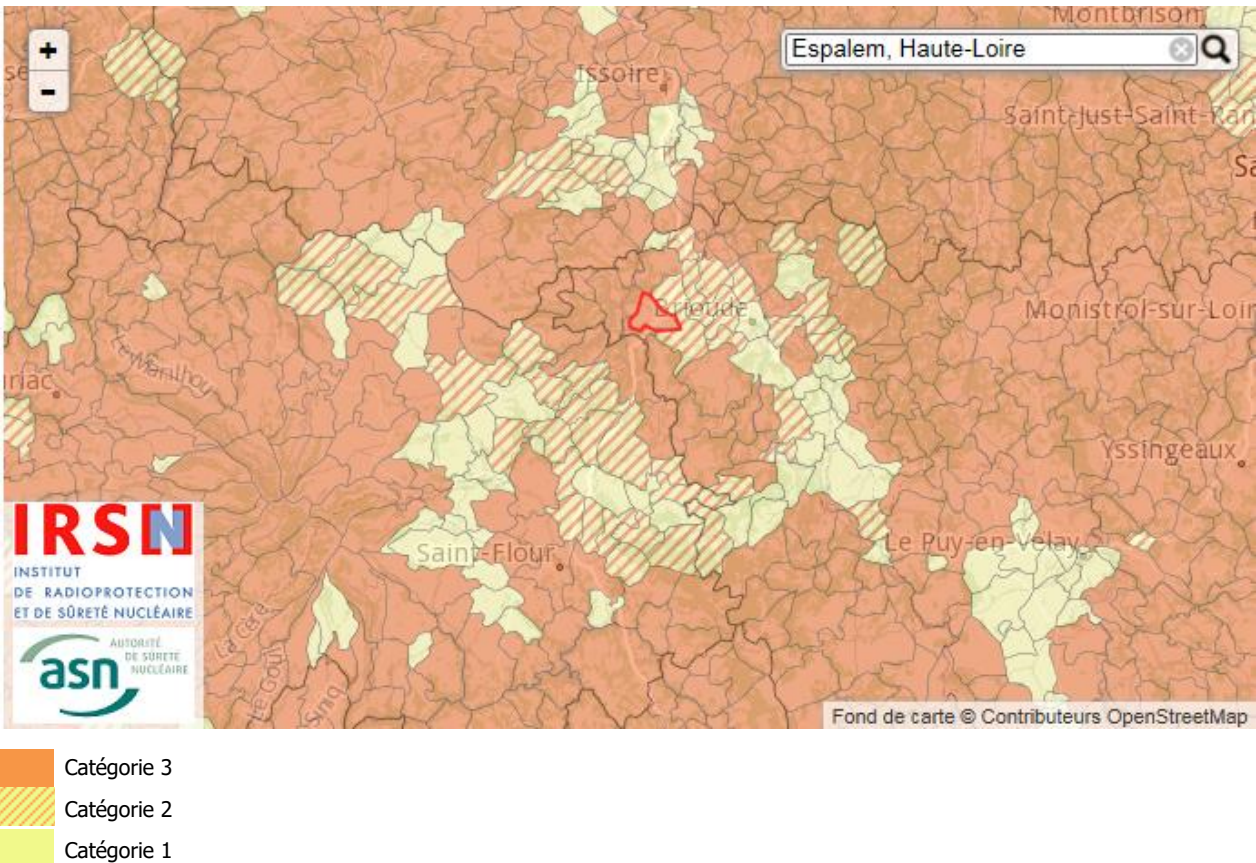 Montbrison
+
-
Espalem, Haute-Loire
Issoire
Saint-Just-Saint-
Brioude
Monistrol-sur-Loir
Yssingeaux
Saint-Flour
Le Puy-en-Velay
La Cère
IRSN
INSTITUT
DE RADIOPROTECTION
ET DE SÛRETÉ NUCLÉAIRE
asn
AUTORITÉ
DE SÛRETÉ
NUCLÉAIRE
Fond de carte © Contributeurs OpenStreetMap
Catégorie 3
Catégorie 2
Catégorie 1